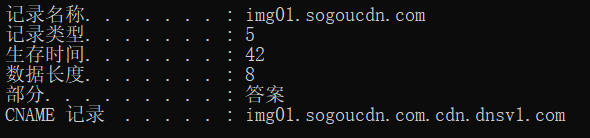 记录名称. . . . . . . : img01.sogoucdn.com
记录类型. . . . . . . : 5
生存时间. . . . . . . : 42
数据长度. . . . . . . : 8
部分. . . . . . . . . : 答案
CNAME 记录 . . . . . : img01.sogoucdn.com.cdn.dnsv1.com